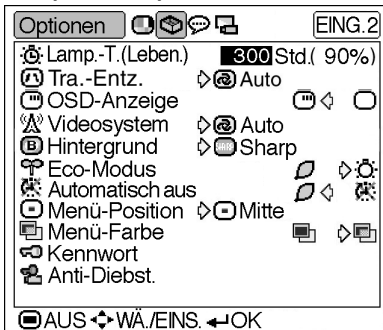 Optionen EING.2
Lamp.-T.(Leben.) 300 Std.( 90%)
Tra.-Entz. Auto
OSD-Anzeige
Videosystem Auto
Hintergrund Sharp
Eco-Modus
Automatisch aus
Menü-Position Mitte
Menü-Farbe
Kennwort
Anti-Diebst.
AUS WÄ./EINS. OK